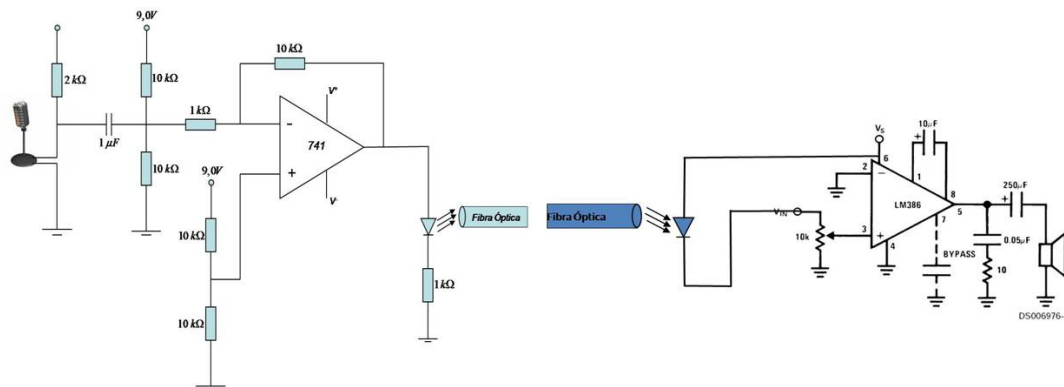 9,0V
2 kΩ
10 kΩ
1 μF
10 kΩ
1 kΩ
10 kΩ
V+
-
741
+
V-
9,0V
10 kΩ
10 kΩ
1 kΩ
Fibra Óptica
Fibra Óptica
VIN
10k
VS
6
2
-
3
+
4
LM386
1
10μF
+
8
5
7
BYPASS
250μF
+
0.05μF
10
DS006976-